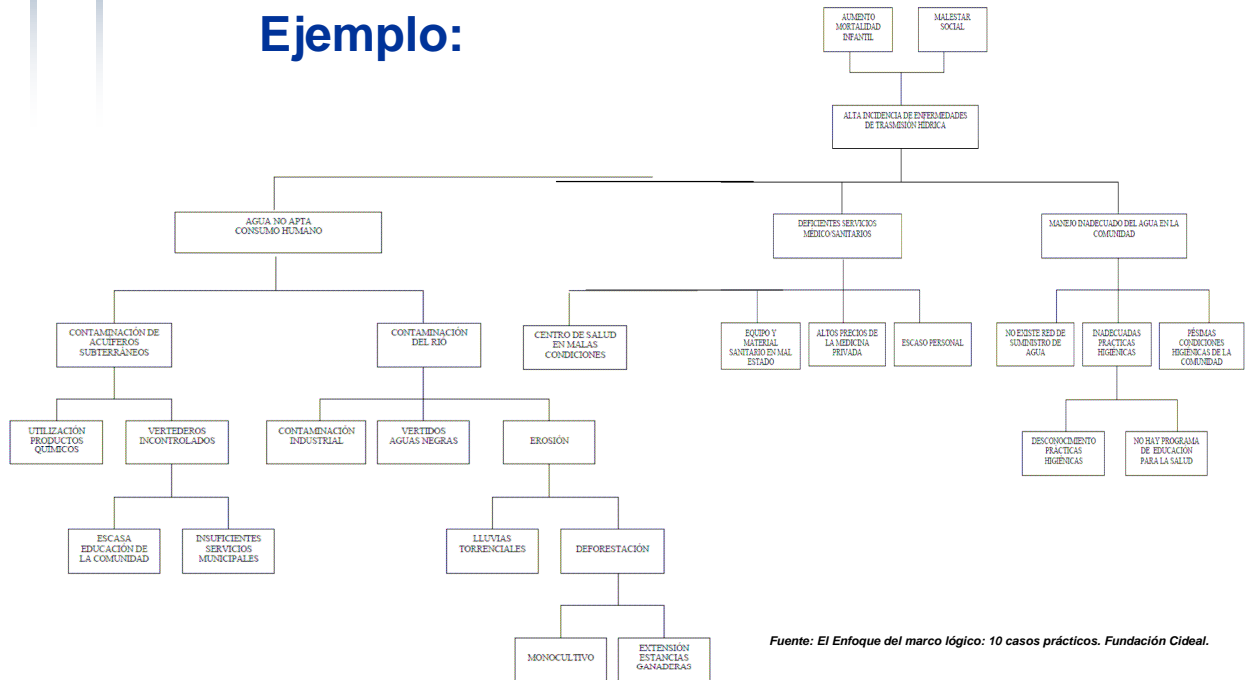 Ejemplo:
AUMENTO
MORTALIDAD
INFANTIL
MALESTAR
SOCIAL
ALTA INCIDENCIA DE ENFERMEDADES
DE TRASMISIÓN HÍDRICA
AGUA NO APTA
CONSUMO HUMANO
DEFICIENTES SERVICIOS
MÉDICO/SANITARIOS
MANEJO INADECUADO DEL AGUA EN LA
COMUNIDAD
CONTAMINACIÓN DE
ACUÍFEROS
SUBTERRÁNEOS
CONTAMINACIÓN
DEL RIÓ
CENTRO DE SALUD
EN MALAS
CONDICIONES
EQUIPO Y
MATERIAL
SANITARIO EN MAL
ESTADO
ALTOS PRECIOS DE
LA MEDICINA
PRIVADA
ESCASO PERSONAL
NO EXISTE RED DE
SUMINISTRO DE
AGUA
INADECUADAS
PRACTICAS
HIGIÉNICAS
PÉSIMAS
CONDICIONES
HIGIÉNICAS DE LA
COMUNIDAD
UTILIZACIÓN
PRODUCTOS
QUÍMICOS
VERTEDEROS
INCONTROLADOS
CONTAMINACIÓN
INDUSTRIAL
VERTIDOS
AGUAS NEGRAS
EROSIÓN
DESCONOCIMIENTO
PRACTICAS
HIGIÉNICAS
NO HAY PROGRAMA
DE EDUCACIÓN
PARA LA SALUD
ESCASA
EDUCACIÓN DE
LA COMUNIDAD
INSUFICIENTES
SERVICIOS
MUNICIPALES
LLUVIAS
TORRENCIALES
DEFORESTACIÓN
MONOCULTIVO
EXTENSIÓN
ESTANCIAS
GANADERAS
Fuente: El Enfoque del marco lógico: 10 casos prácticos. Fundación Cideal.